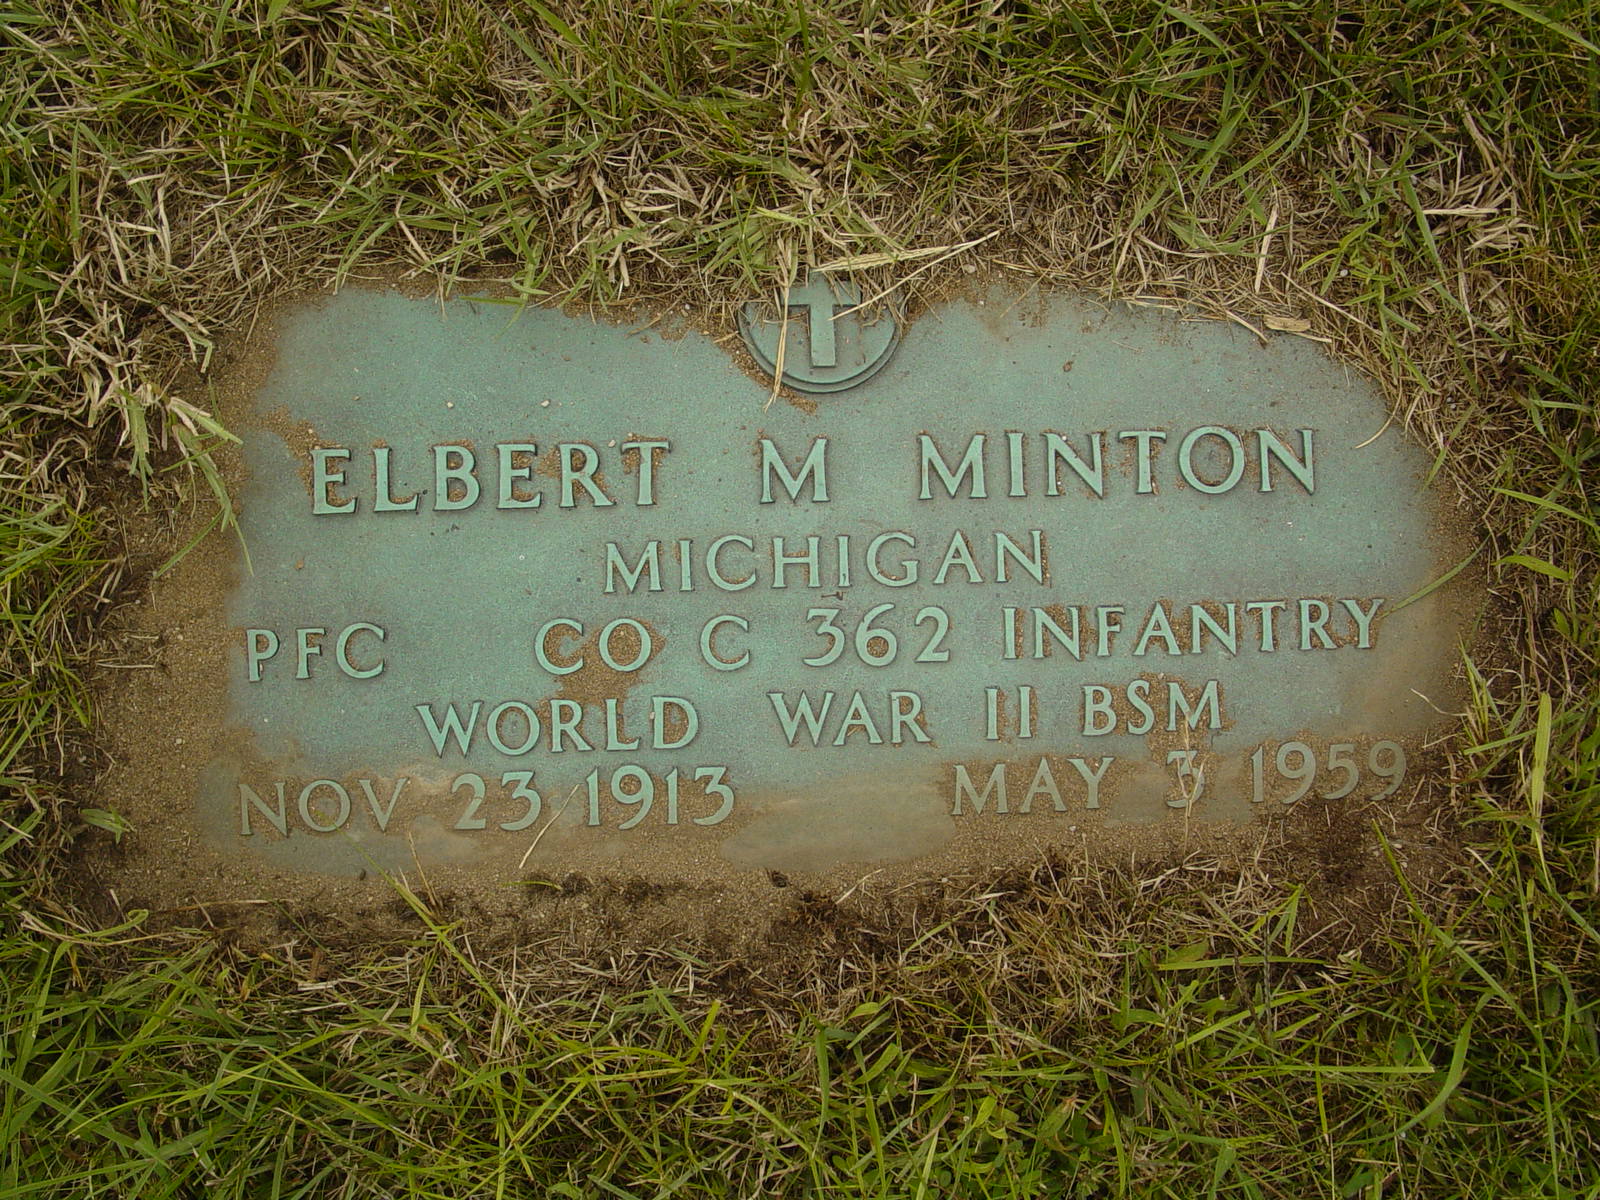 ELBERT M MINTON
MICHIGAN
PFC CO C 362 INFANTRY
WORLD WAR II BSM
NOV 23 1913 MAY 3 1959